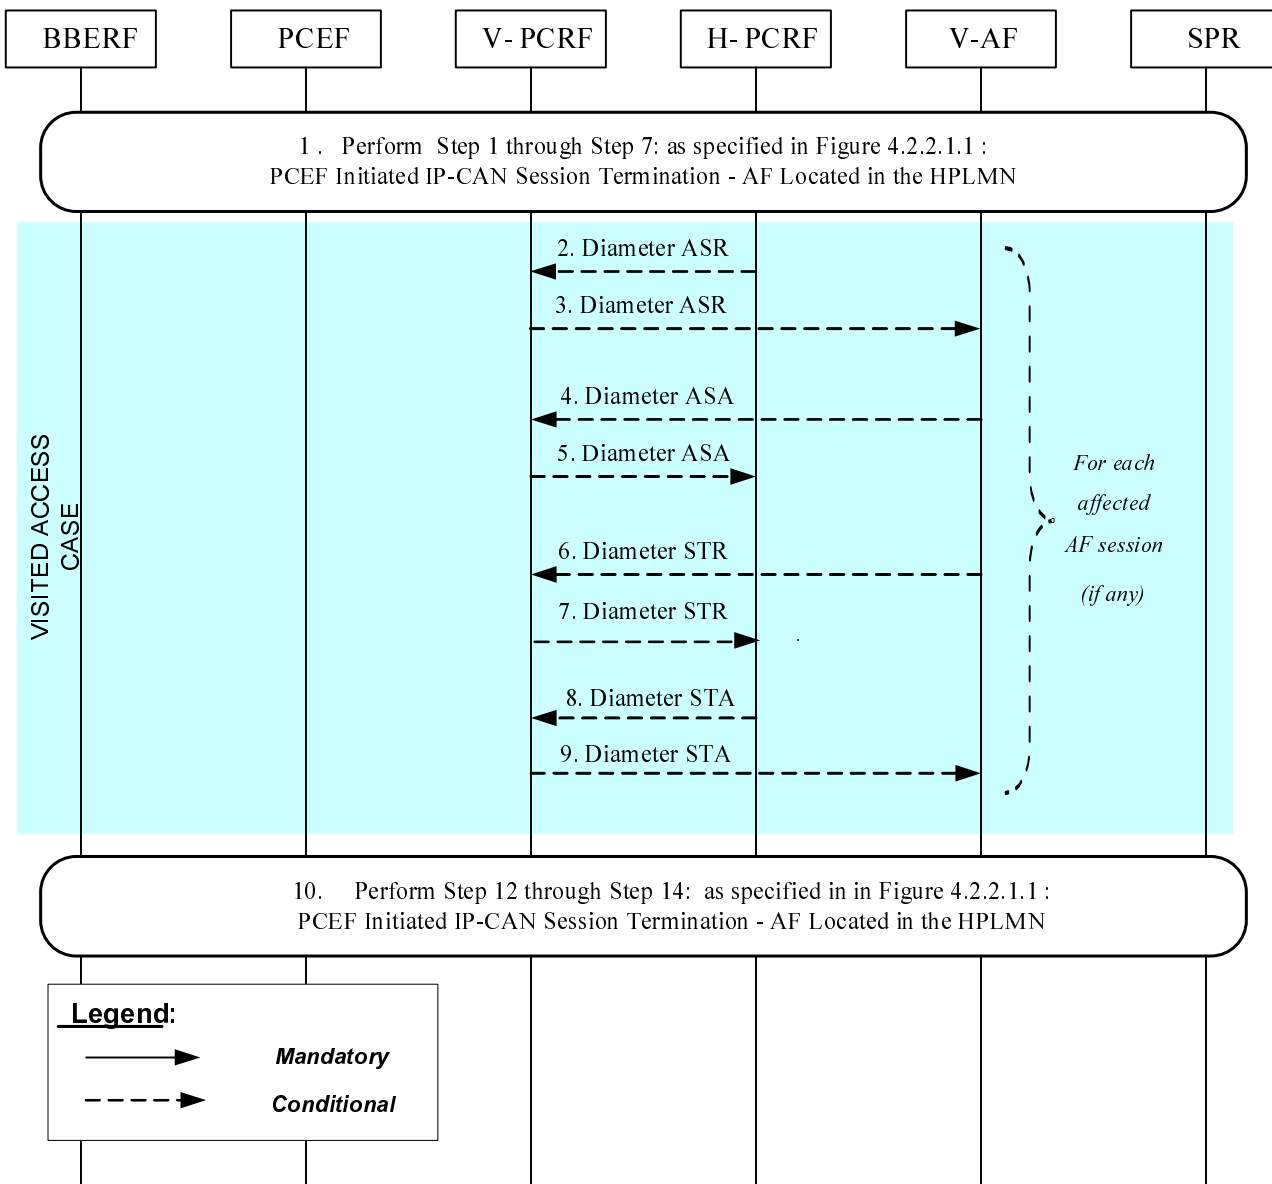 BBERF
PCEF
V- PCRF
H- PCRF
V-AF
SPR
1 . Perform Step 1 through Step 7: as specified in Figure 4.2.2.1.1 :
PCEF Initiated IP-CAN Session Termination - AF Located in the HPLMN
2. Diameter ASR
3. Diameter ASR
4. Diameter ASA
5. Diameter ASA
6. Diameter STR
7. Diameter STR
8. Diameter STA
9. Diameter STA
VISITED ACCESS
CASE
For each
affected
AF session
(if any)
10. Perform Step 12 through Step 14: as specified in in Figure 4.2.2.1.1 :
PCEF Initiated IP-CAN Session Termination - AF Located in the HPLMN
Legend:
Mandatory
Conditional